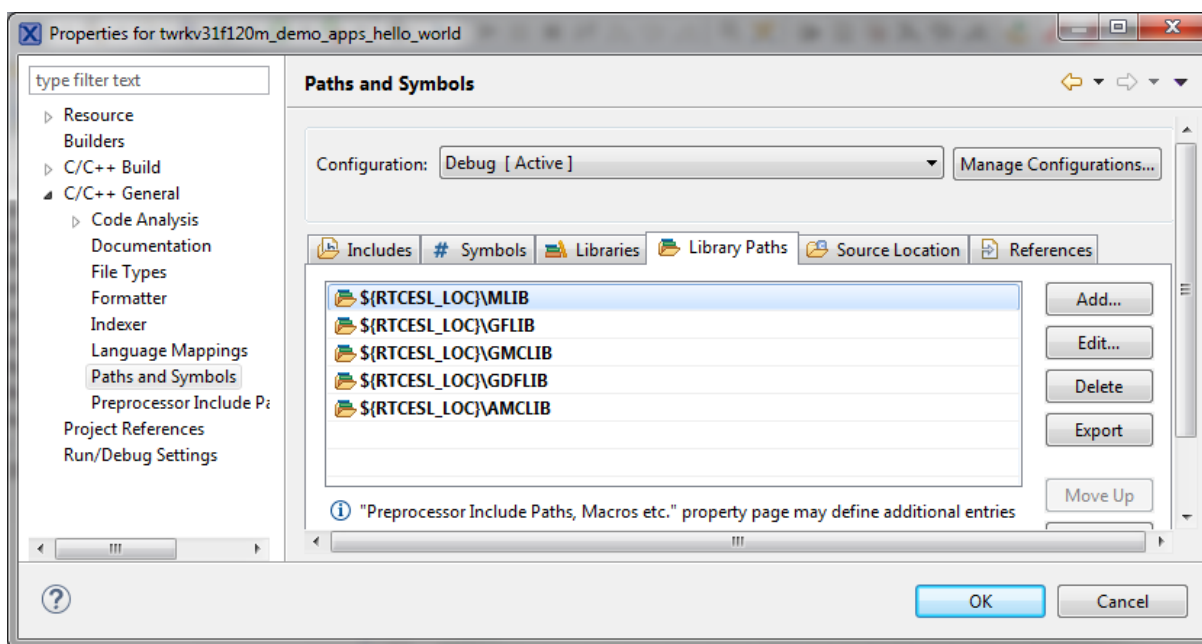 Properties for twrkv31f120m_demo_apps_hello_world
type filter text
Resource
Builders
C/C++ Build
C/C++ General
Code Analysis
Documentation
File Types
Formatter
Indexer
Language Mappings
Paths and Symbols
Preprocessor Include Pa
Project References
Run/Debug Settings
Paths and Symbols
Configuration: Debug [ Active ] Manage Configurations...
Includes # Symbols Libraries Library Paths Source Location References
${RTCESL_LOC}\MLIB
${RTCESL_LOC}\GFLIB
${RTCESL_LOC}\GMCLIB
${RTCESL_LOC}\GDFLIB
${RTCESL_LOC}\AMCLIB
Add...
Edit...
Delete
Export
Move Up
"Preprocessor Include Paths, Macros etc." property page may define additional entries
OK Cancel